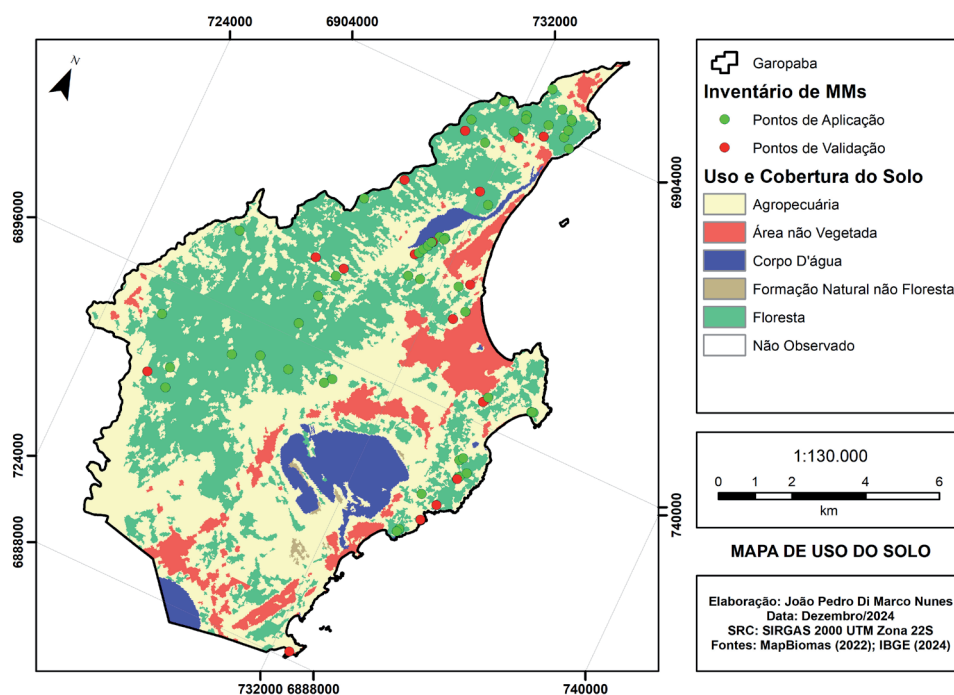 724000
6904000
732000
N
6896000
6904000
724000
740000
6888000
732000
6888000
740000
Garopaba
Inventário de MMs
Pontos de Aplicação
Pontos de Validação
Uso e Cobertura do Solo
Agropecuária
Área não Vegetada
Corpo D'água
Formação Natural não Floresta
Floresta
Não Observado
1:130.000
0 1 2 4 6
km
MAPA DE USO DO SOLO
Elaboração: João Pedro Di Marco Nunes
Data: Dezembro/2024
SRC: SIRGAS 2000 UTM Zona 22S
Fontes: MapBiomas (2022); IBGE (2024)